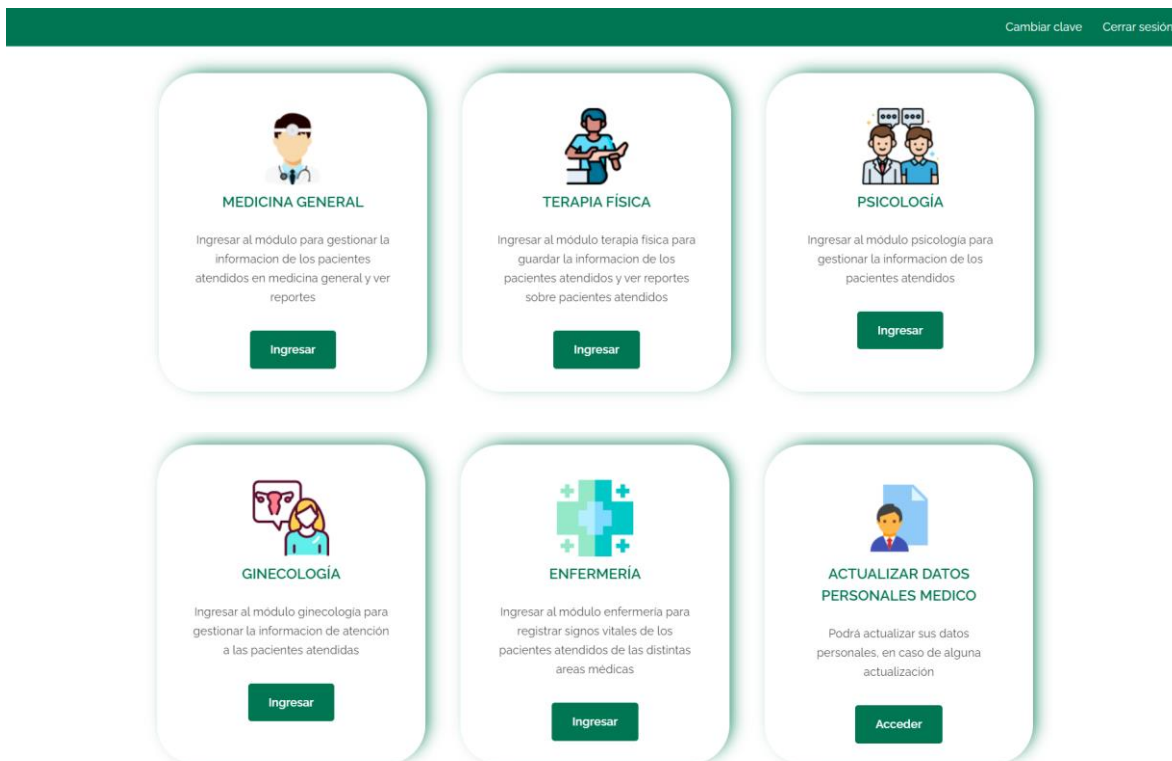 Cambiar clave Cerrar sesión
MEDICINA GENERAL
Ingresar al módulo para gestionar la
informacion de los pacientes
atendidos en medicina general y ver
reportes
Ingresar
TERAPIA FÍSICA
Ingresar al módulo terapia física para
guardar la informacion de los
pacientes atendidos y ver reportes
sobre pacientes atendidos
Ingresar
PSICOLOGÍA
Ingresar al módulo psicología para
gestionar la informacion de los
pacientes atendidos
Ingresar
GINECOLOGÍA
Ingresar al módulo ginecología para
gestionar la informacion de atención
a las pacientes atendidas
Ingresar
ENFERMERÍA
Ingresar al módulo enfermería para
registrar signos vitales de los
pacientes atendidos de las distintas
areas médicas
Ingresar
ACTUALIZAR DATOS
PERSONALES MEDICO
Podrá actualizar sus datos
personales, en caso de alguna
actualización
Acceder